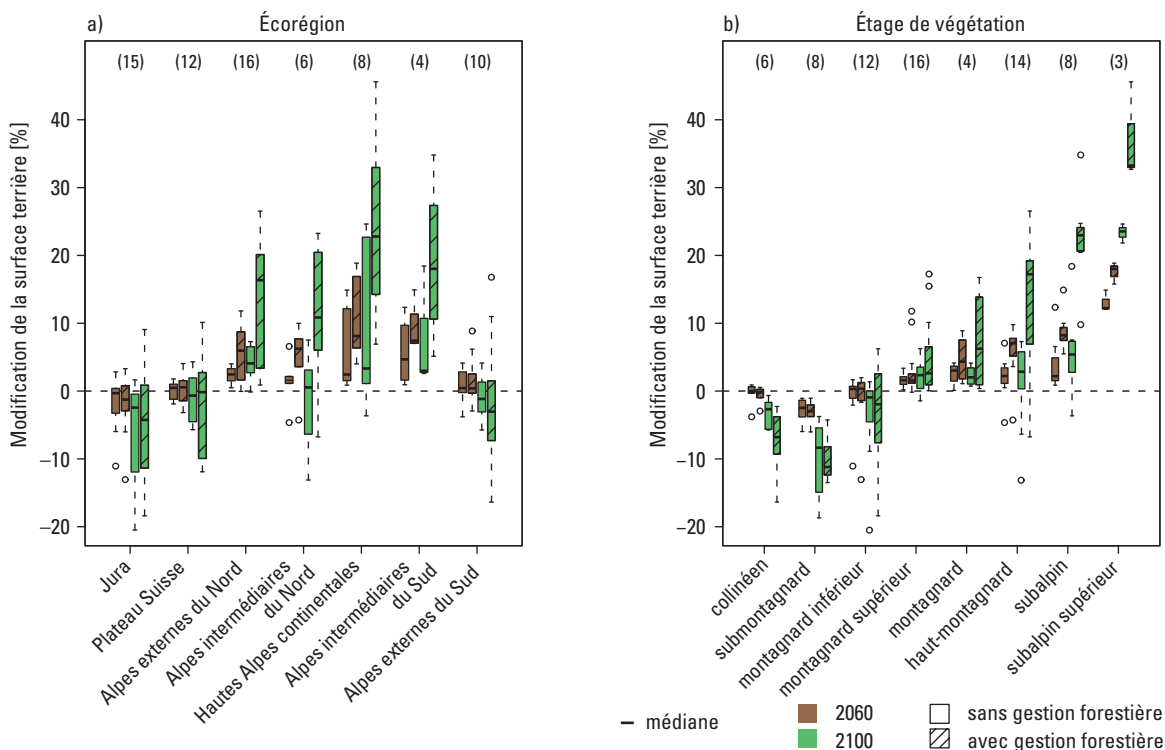 a)
Écorégion
(15) (12) (16) (6) (8) (4) (10)
Modification de la surface terrière [%]
40
30
20
10
0
–10
–20
Jura
Plateau Suisse
Alpes externes du Nord
Alpes intermédiaires
du Nord
Hautes Alpes continentales
Alpes intermédiaires
du Sud
Alpes externes du Sud
b)
Étage de végétation
(6) (8) (12) (16) (4) (14) (8) (3)
Modification de la surface terrière [%]
40
30
20
10
0
–10
–20
collinéen
submontagnard
montagnard inférieur
montagnard supérieur
montagnard
haut-montagnard
subalpin
subalpin supérieur
médiane
2060
2100
sans gestion forestière
avec gestion forestière